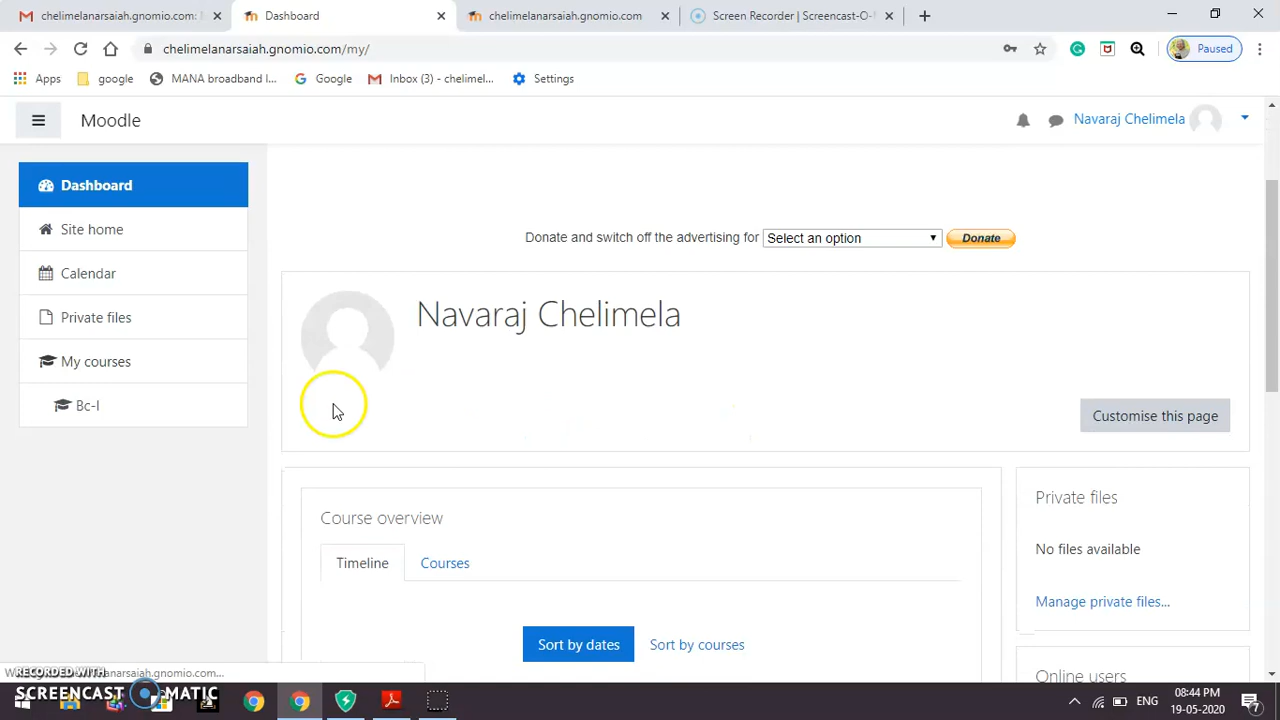 chelimelanarsaiah.gnomio.com:
Dashboard
chelimelanarsaiah.gnomio.com
Screen Recorder | Screencast-O-
chelimelanarsaiah.gnomio.com/my/
Paused
Apps
google
MANA broadband I...
Google
Inbox (3) - chelimel...
Settings
Moodle
Navaraj Chelimela
Dashboard
Site home
Calendar
Private files
My courses
Bc-I
Donate and switch off the advertising for
Select an option
Donate
Navaraj Chelimela
Customise this page
Course overview
Timeline
Courses
Sort by dates
Sort by courses
Private files
No files available
Manage private files...
Online users
anarsaiah.gnomio.com...
RECORDED WITH
SCREENCAST MATIC
ENG
08:44 PM
19-05-2020
7